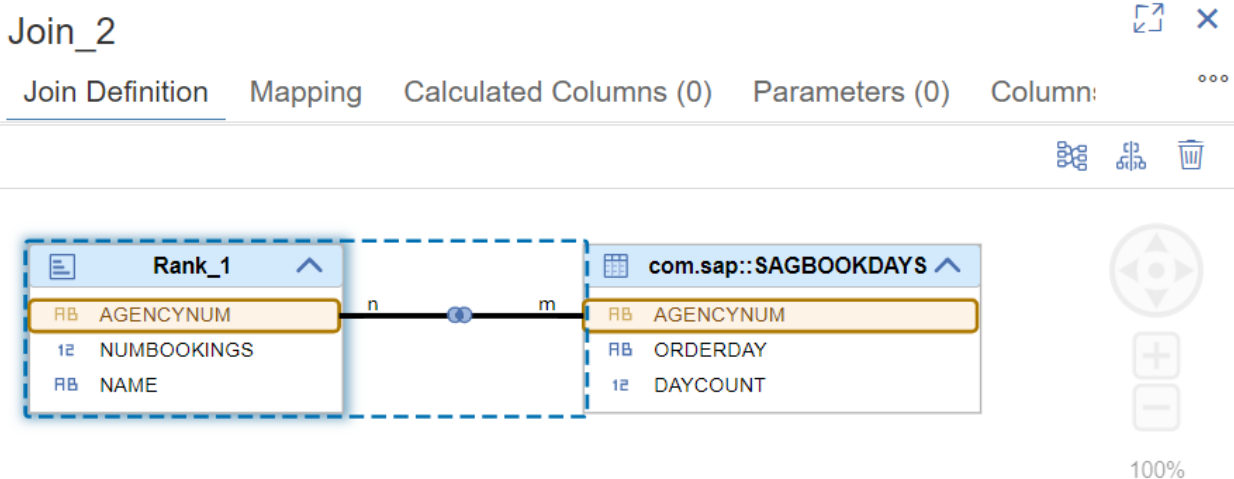 Join_2
Join Definition Mapping Calculated Columns (0) Parameters (0) Column
Rank_1
AB AGENCYNUM
12 NUMBOOKINGS
AB NAME
n m
com.sap::SAGBOOKDAYS
AB AGENCYNUM
AB ORDERDAY
12 DAYCOUNT
100%